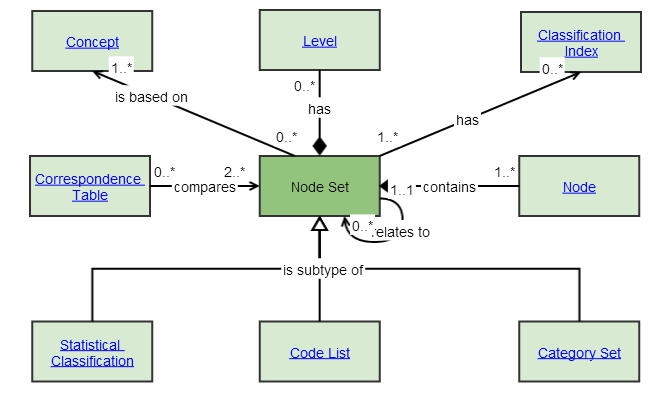 Concept
Level
Classification
Index
1..*
0..*
0..*
is based on
has
has
0..*
1..*
Correspondence
Table
0..*
compares
2..*
Node Set
1..1
contains
1..*
Node
0..*
relates to
is subtype of
Statistical
Classification
Code List
Category Set